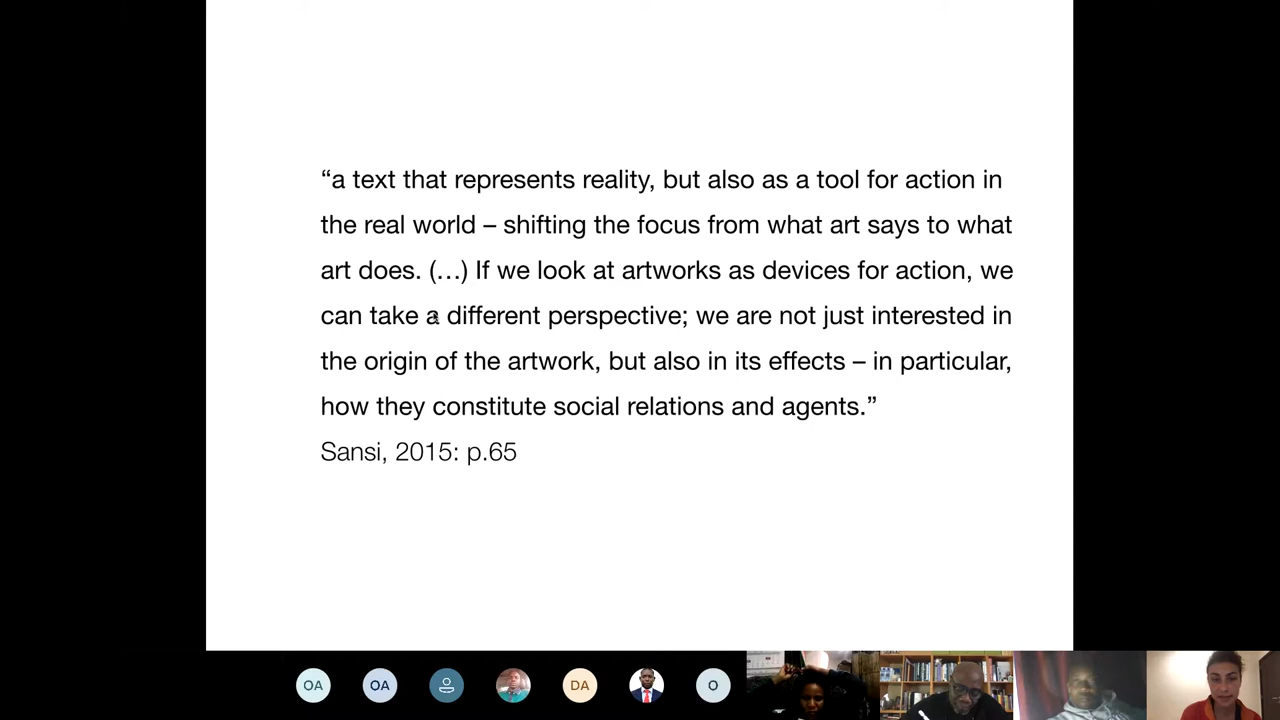 “a text that represents reality, but also as a tool for action in
the real world – shifting the focus from what art says to what
art does. (…) If we look at artworks as devices for action, we
can take a different perspective; we are not just interested in
the origin of the artwork, but also in its effects – in particular,
how they constitute social relations and agents.”
Sansi, 2015: p.65
OA
OA
DA
O